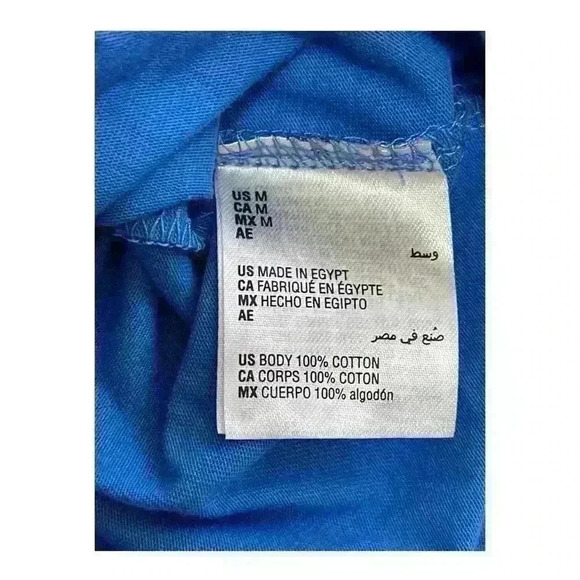 US M
CA M
MX M
AE
وسط
US MADE IN EGYPT
CA FABRIQUÉ EN ÉGYPTE
MX HECHO EN EGIPTO
AE
صُنع في مصر
US BODY 100% COTTON
CA CORPS 100% COTON
MX CUERPO 100% algodón